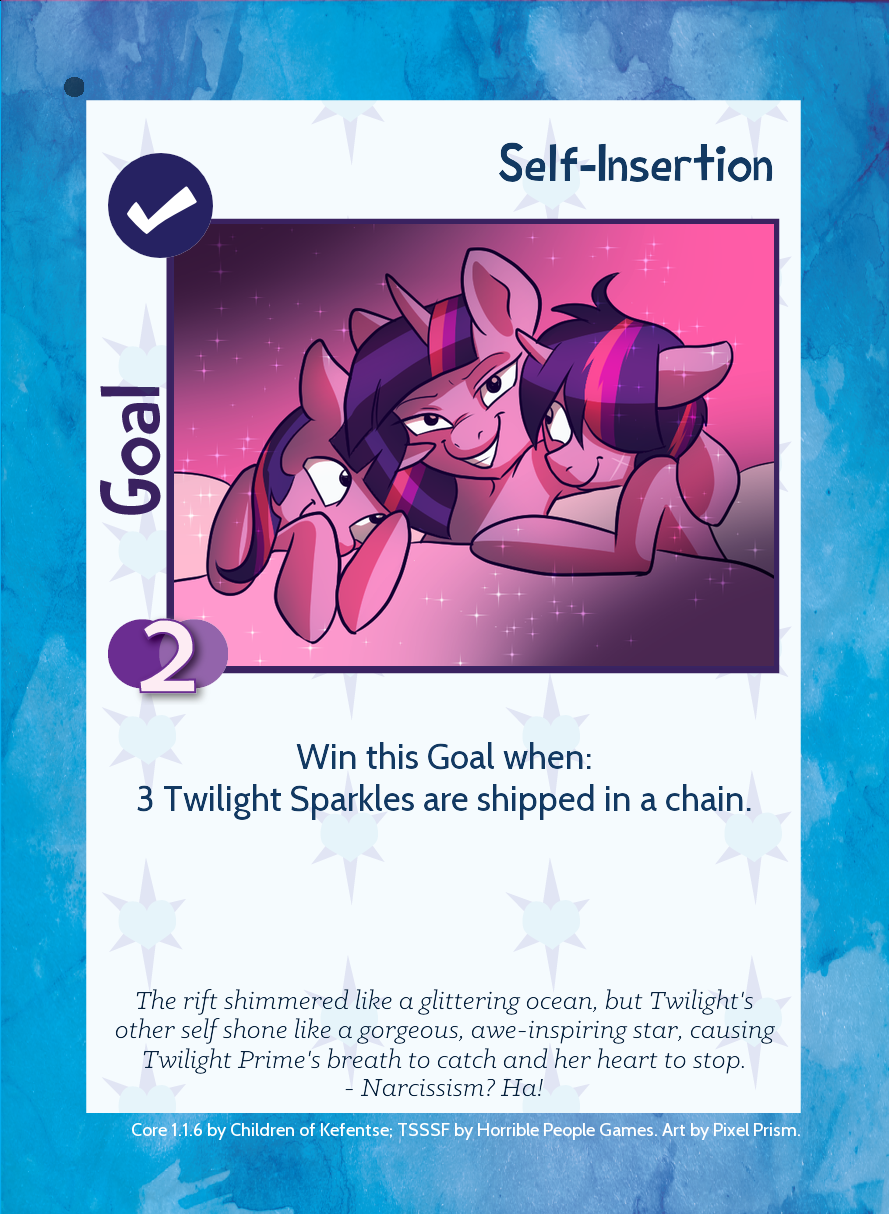 Self-Insertion
Goal
2
Win this Goal when:
3 Twilight Sparkles are shipped in a chain.
The rift shimmered like a glittering ocean, but Twilight's
other self shone like a gorgeous, awe-inspiring star, causing
Twilight Prime's breath to catch and her heart to stop.
- Narcissism? Ha!
Core 1.1.6 by Children of Kefentse; TSSSF by Horrible People Games. Art by Pixel Prism.